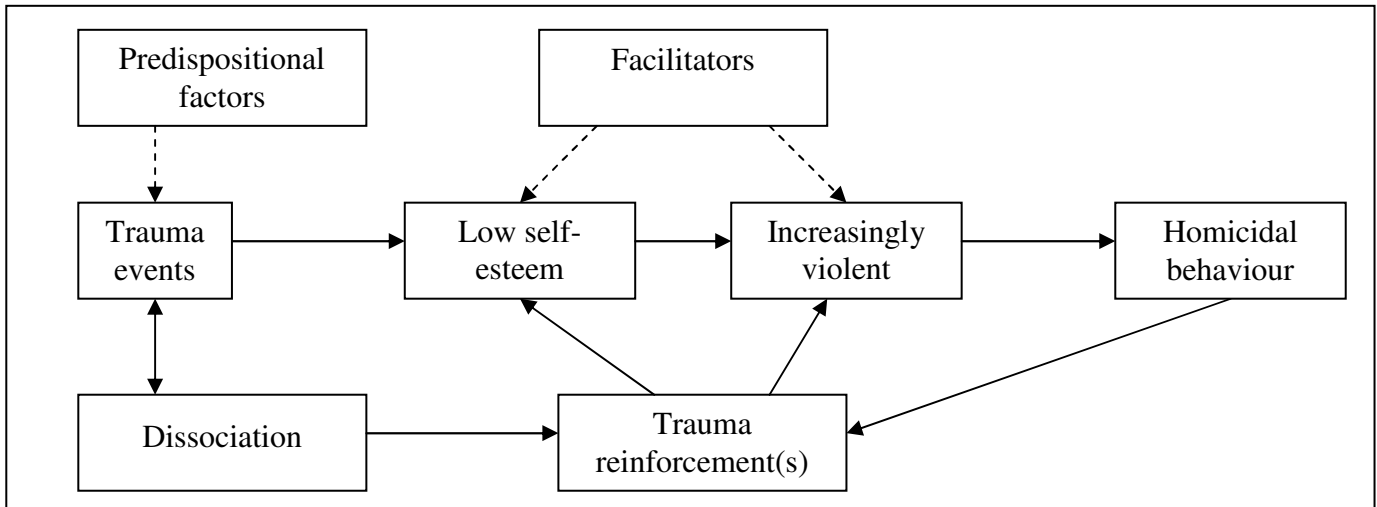 Predispositional
factors
Facilitators
Trauma
events
Low self-
esteem
Increasingly
violent
Homicidal
behaviour
Dissociation
Trauma
reinforcement(s)